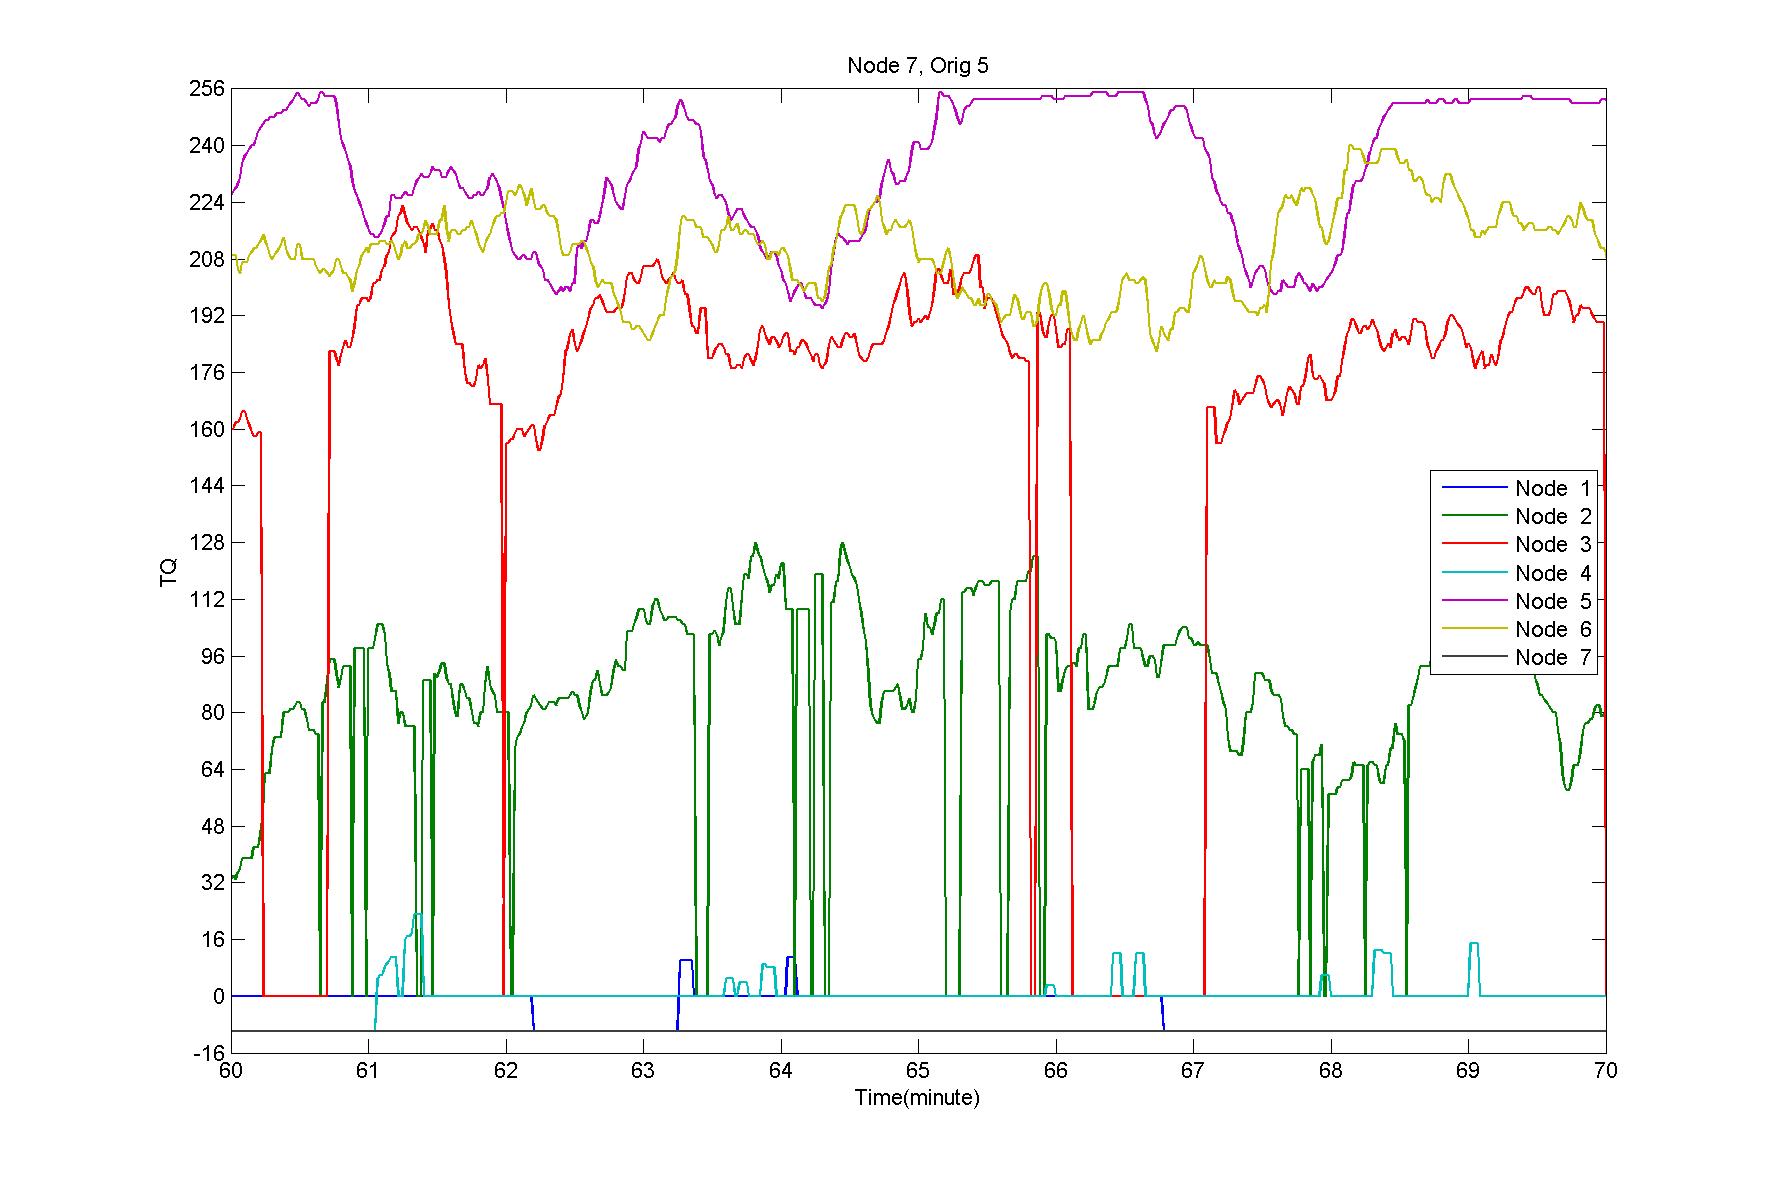 Node 7, Orig 5
256
240
224
208
192
176
160
144
128
112
96
80
64
48
32
16
0
-16
TQ
Node 1
Node 2
Node 3
Node 4
Node 5
Node 6
Node 7
60 61 62 63 64 65 66 67 68 69 70
Time(minute)